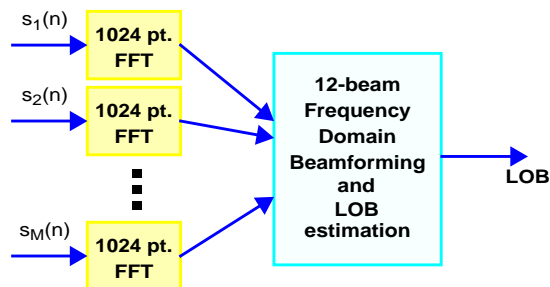 s1(n)
1024 pt.
FFT
s2(n)
1024 pt.
FFT
sM(n)
1024 pt.
FFT
12-beam
Frequency
Domain
Beamforming
and
LOB
estimation
LOB